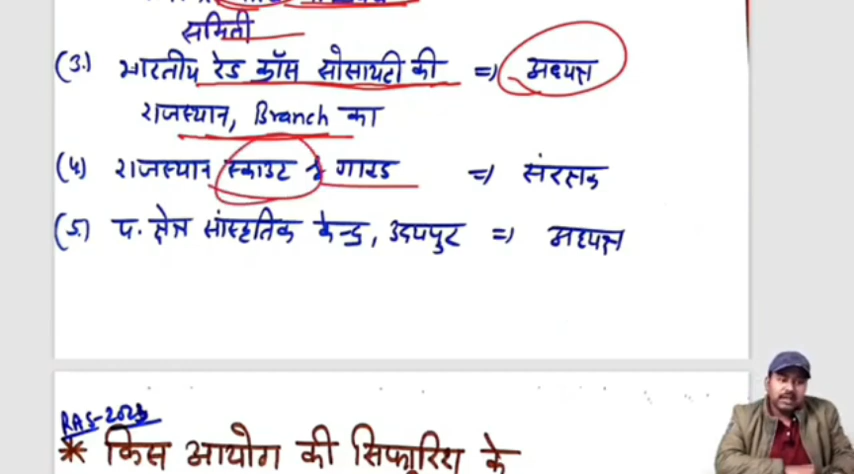 समिती
(3.) भारतीय रेड क्रॉस सोसायटी की => अध्यक्ष
राजस्थान, Branch का
(4) राजस्थान स्काउट व गाइड => संरक्षक
(5.) प. क्षेत्र सांस्कृतिक केन्द्र, उदयपुर => अध्यक्ष
RAS-2023
* किस आयोग की सिफारिश के